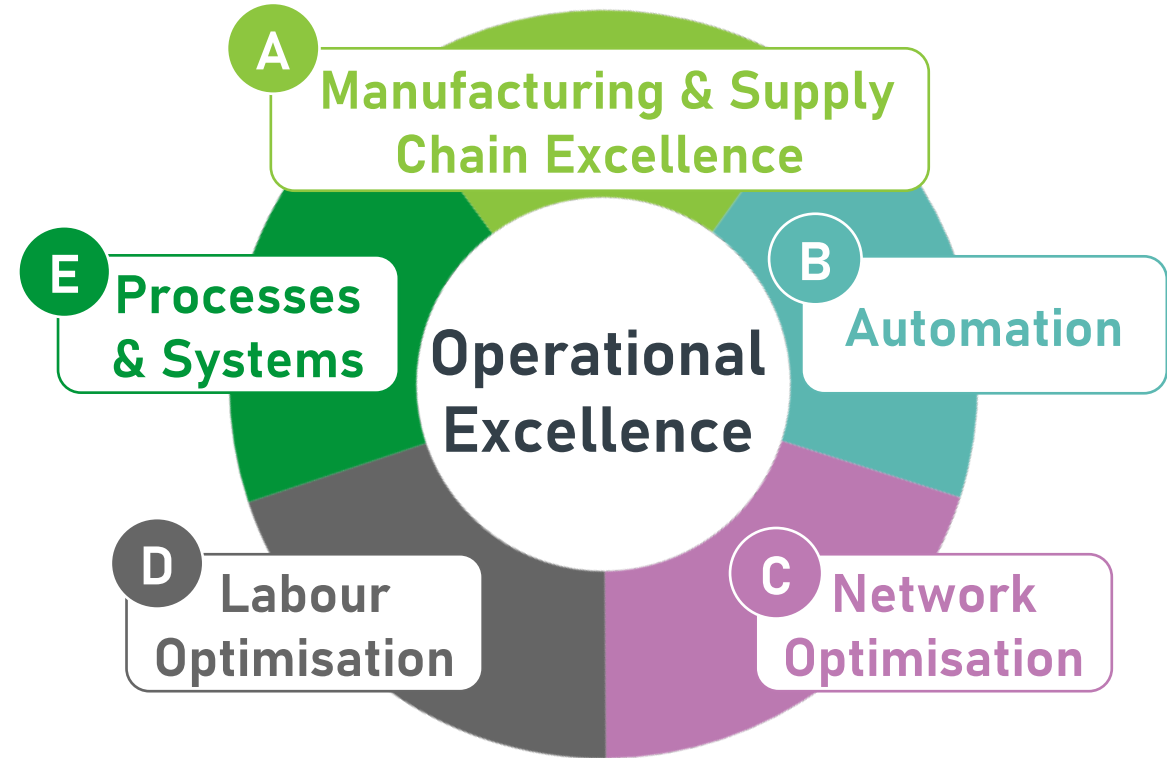 A
Manufacturing & Supply
Chain Excellence
B
Automation
C
Network
Optimisation
D
Labour
Optimisation
E
Processes
& Systems
Operational
Excellence